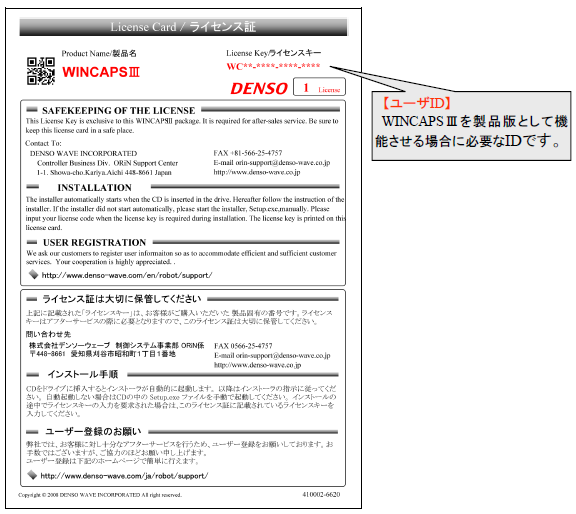 License Card / ライセンス証
Product Name/製品名
License Key/ライセンスキー
WINCAPSⅢ
WC**-****-****-****
DENSO
1 License
【ユーザID】
WINCAPSⅢを製品版として機
能させる場合に必要なIDです。
SAFEKEEPING OF THE LICENSE
This License Key is exclusive to this WINCAPSⅢ package. It is required for after-sales service. Be sure to
keep this license card in a safe place.
Contact To:
DENSO WAVE INCORPORATED
Controller Business Div. ORiN Support Center
1-1. Showa-cho.Kariya.Aichi 448-8661 Japan
FAX +81-566-25-4757
E-mail orin-support@denso-wave.co.jp
http://www.denso-wave.co.jp
INSTALLATION
The installer automatically starts when the CD is inserted in the drive. Hereafter follow the instruction of the
installer. If the installer did not start automatically, please start the installer, Setup.exe,manually. Please
input your license code when the license key is required during installation. The license key is printed on this
license card.
USER REGISTRATION
We ask our customers to register user informaiton so as to accommodate efficient and sufficient customer
services. Your cooperation is highly appreciated. .
http://www.denso-wave.com/en/robot/support/
ライセンス証は大切に保管してください
上記に記載された「ライセンスキー」は、お客様がご購入いただいた 製品固有の番号です。ライセン
スキーはアフターサービスの際に必要となりますので、このライセンス証は大切に保管してください。
問い合わせ先
株式会社デンソーウェーブ 制御システム事業部 ORiN係
〒448-8661 愛知県刈谷市昭和町1丁目1番地
FAX 0566-25-4757
E-mail orin-support@denso-wave.co.jp
http://www.denso-wave.co.jp
インストール手順
CDをドライブに挿入するとインストーラが自動的に起動します。以降はインストーラの指示に従ってくだ
さい。自動起動しない場合はCDの中の Setup.exe ファイルを手動で起動してください。インストールの
途中でライセンスキーの入力を要求された場合は、このライセンス証に記載されているライセンスキーを
入力してください。
ユーザー登録のお願い
弊社では、お客様に対し十分なアフターサービスを行うため、ユーザー登録をお願いしております。お
手数ではございますが、ご協力のほどお願い申し上げます。
ユーザー登録は下記のホームページで簡単に行えます。
http://www.denso-wave.com/ja/robot/support/
Copyright © 2008 DENSO WAVE INCORPORATED All right reserved.
410002-6620